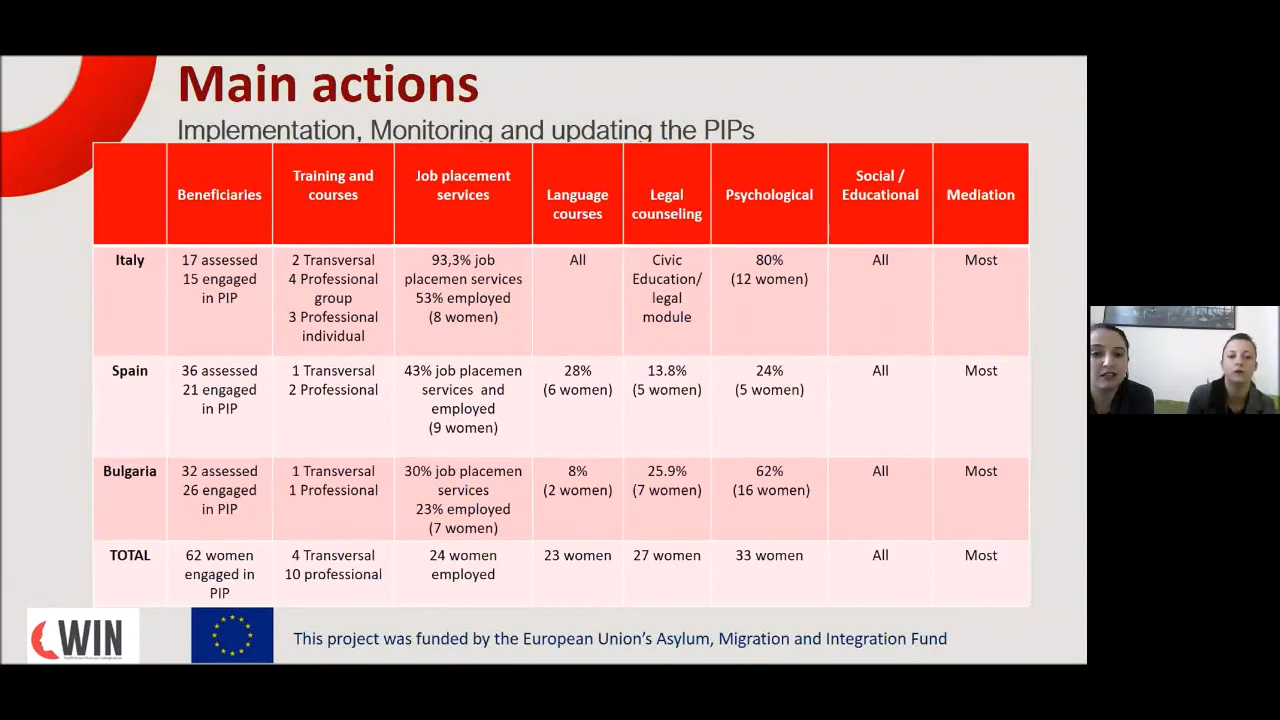 Main actions
Implementation, Monitoring and updating the PIPs
Beneficiaries
Training and
courses
Job placement
services
Language
courses
Legal
counseling
Psychological
Social /
Educational
Mediation
Italy
17 assessed
15 engaged
in PIP
2 Transversal
4 Professional
group
3 Professional
individual
93,3% job
placemen services
53% employed
(8 women)
All
Civic
Education/
legal
module
80%
(12 women)
All
Most
Spain
36 assessed
21 engaged
in PIP
1 Transversal
2 Professional
43% job placemen
services and
employed
(9 women)
28%
(6 women)
13.8%
(5 women)
24%
(5 women)
All
Most
Bulgaria
32 assessed
26 engaged
in PIP
1 Transversal
1 Professional
30% job placemen
services
23% employed
(7 women)
8%
(2 women)
25.9%
(7 women)
62%
(16 women)
All
Most
TOTAL
62 women
engaged in
PIP
4 Transversal
10 professional
24 women
employed
23 women
27 women
33 women
All
Most
WIN
This project was funded by the European Union's Asylum, Migration and Integration Fund